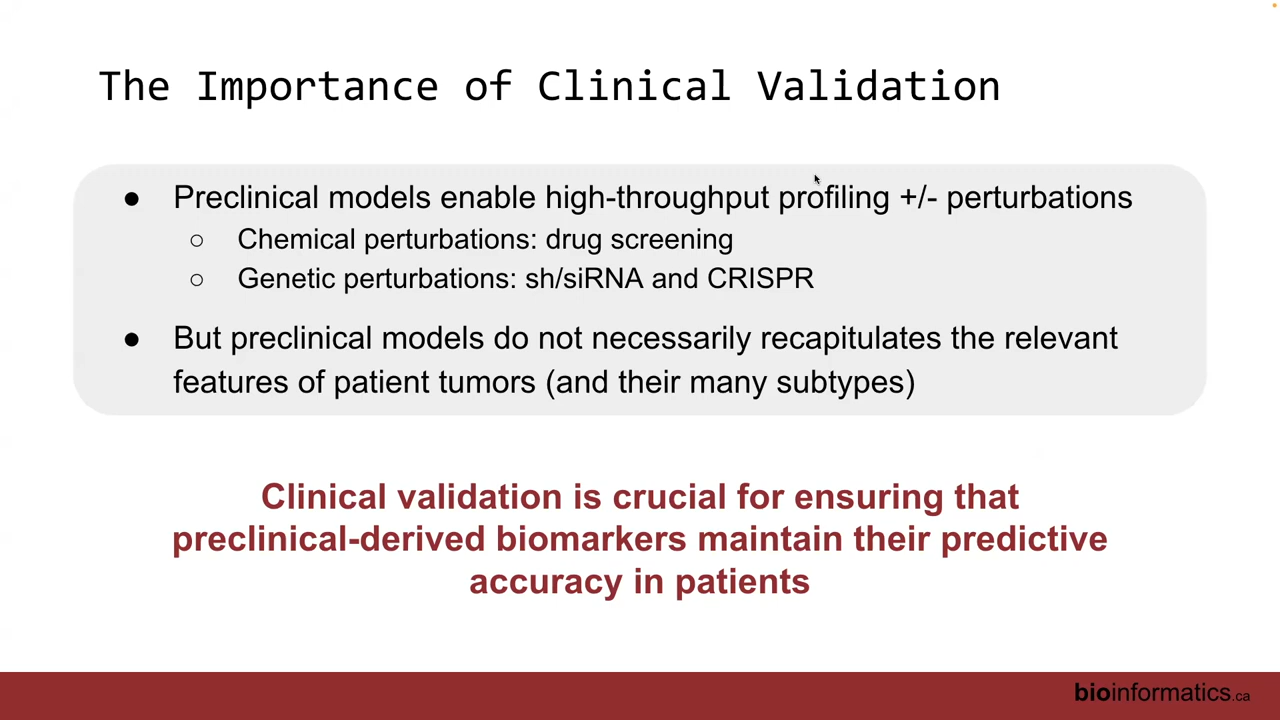 The Importance of Clinical Validation
● Preclinical models enable high-throughput profiling +/- perturbations
○ Chemical perturbations: drug screening
○ Genetic perturbations: sh/siRNA and CRISPR
● But preclinical models do not necessarily recapitulates the relevant
features of patient tumors (and their many subtypes)
Clinical validation is crucial for ensuring that
preclinical-derived biomarkers maintain their predictive
accuracy in patients
bioinformatics.ca